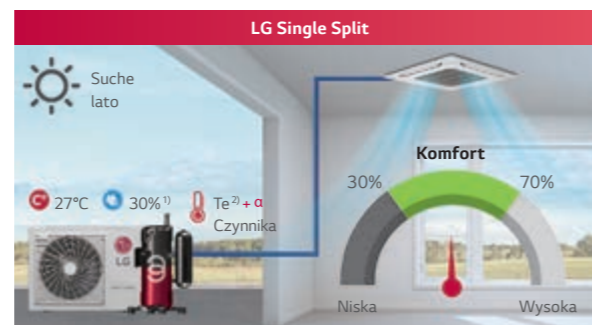 LG Single Split
Suche
lato
Komfort
30%
70%
27°C
30%¹⁾
Te²⁾ + α
Czynnika
LG
Niska
Wysoka